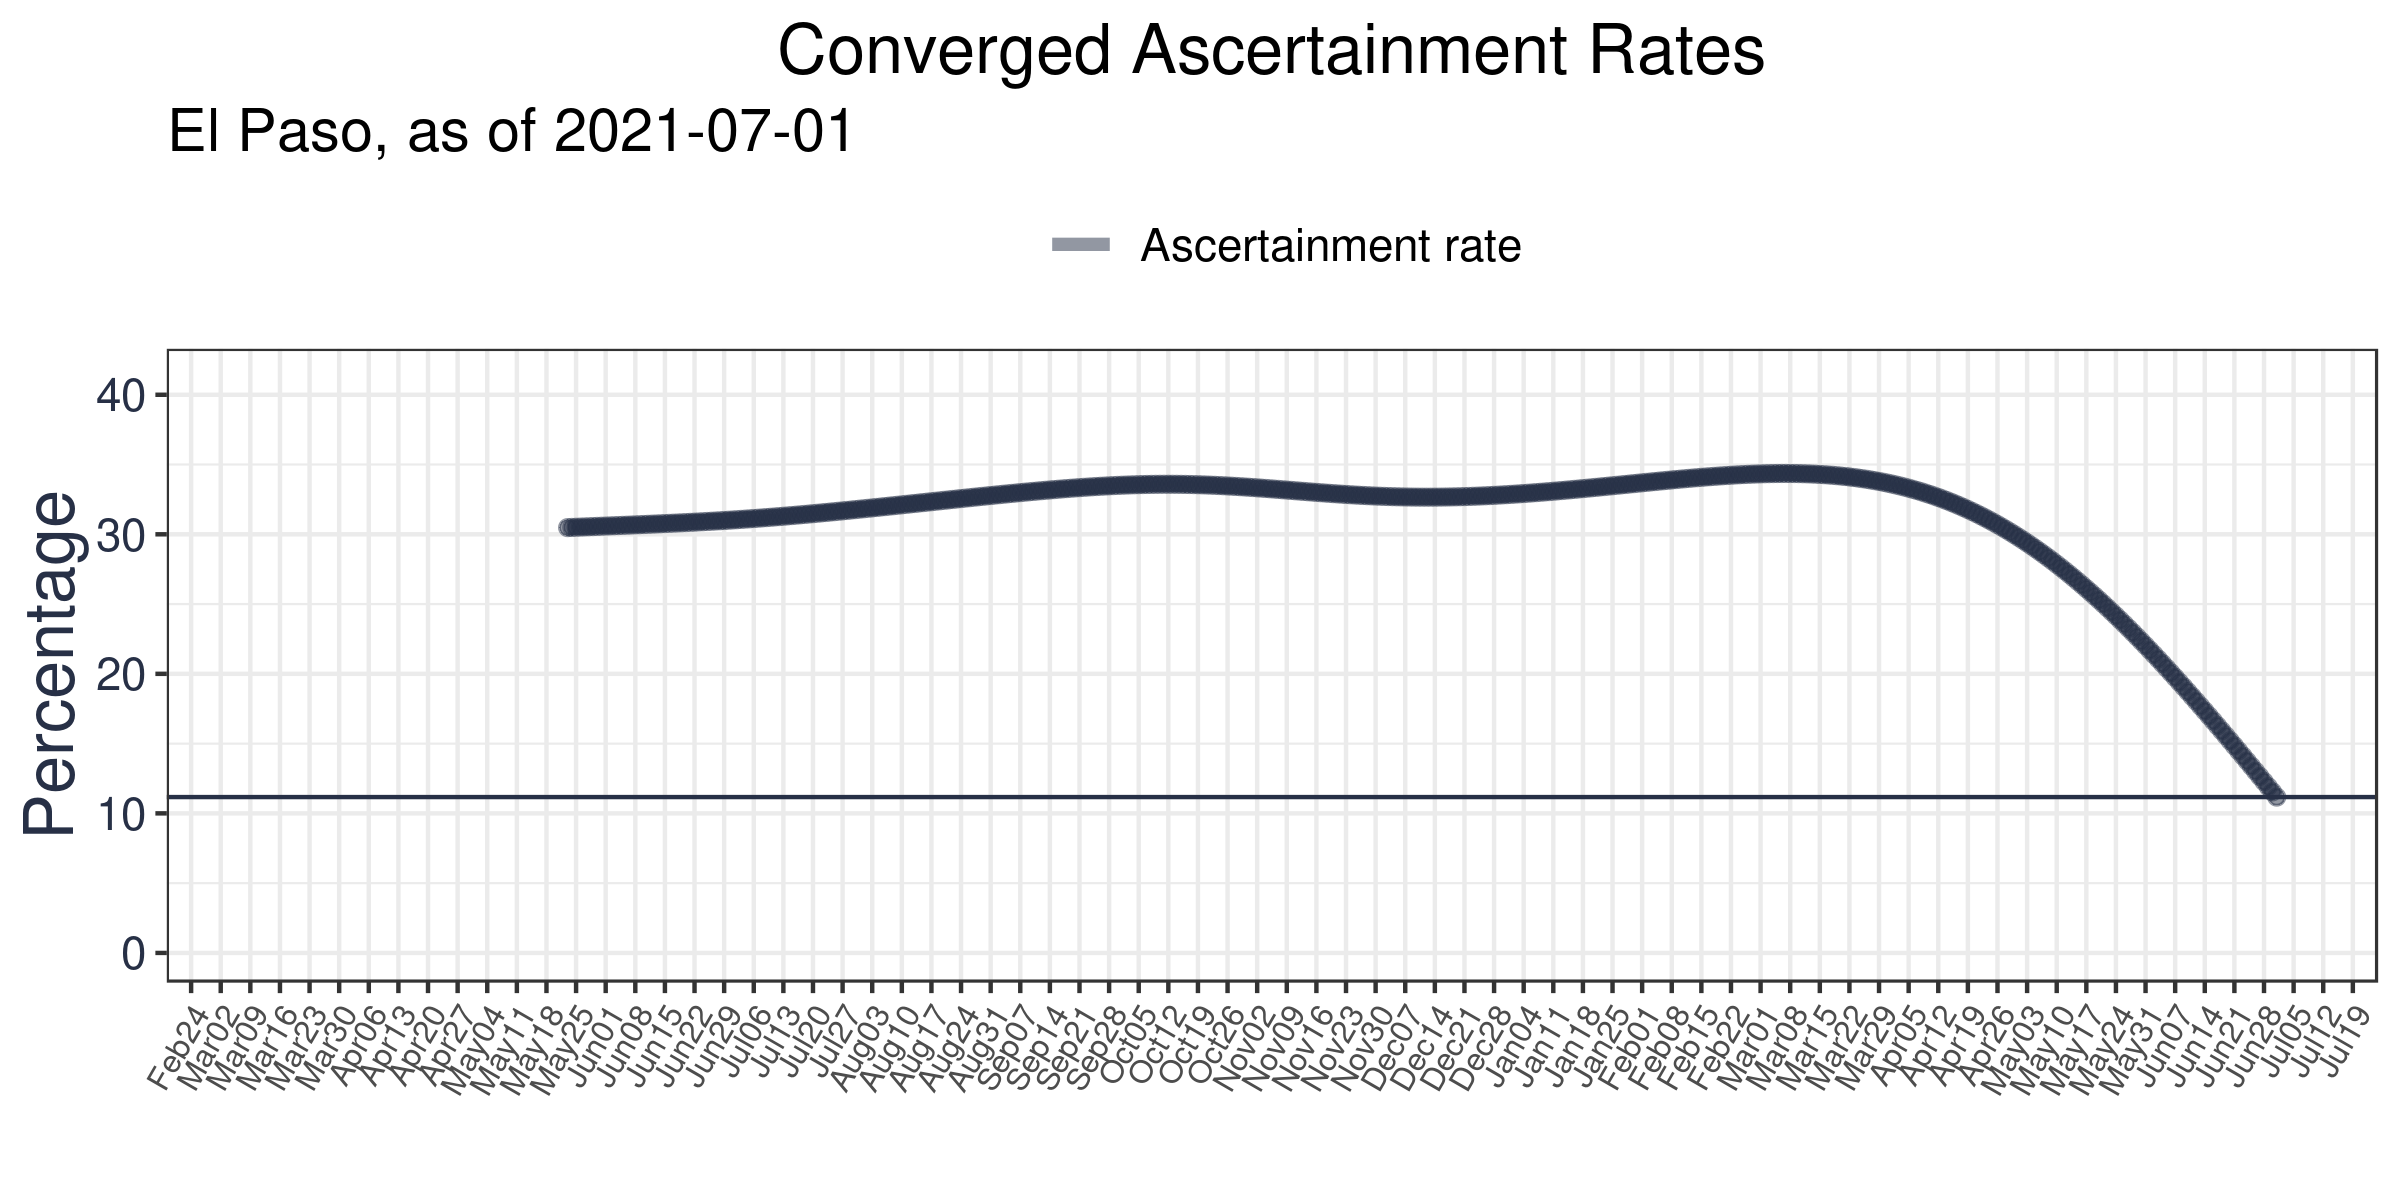 Converged Ascertainment Rates
El Paso, as of 2021-07-01
Ascertainment rate
Percentage
40
30
20
10
0
Feb24
Mar02
Mar09
Mar16
Mar23
Mar30
Apr06
Apr13
Apr20
Apr27
May04
May11
May18
May25
Jun01
Jun08
Jun15
Jun22
Jun29
Jul06
Jul13
Jul20
Jul27
Aug03
Aug10
Aug17
Aug24
Aug31
Sep07
Sep14
Sep21
Sep28
Oct05
Oct12
Oct19
Oct26
Nov02
Nov09
Nov16
Nov23
Nov30
Dec07
Dec14
Dec21
Dec28
Jan04
Jan11
Jan18
Jan25
Feb01
Feb08
Feb15
Feb22
Mar01
Mar08
Mar15
Mar22
Mar29
Apr05
Apr12
Apr19
Apr26
May03
May10
May17
May24
May31
Jun07
Jun14
Jun21
Jun28
Jul05
Jul12
Jul19